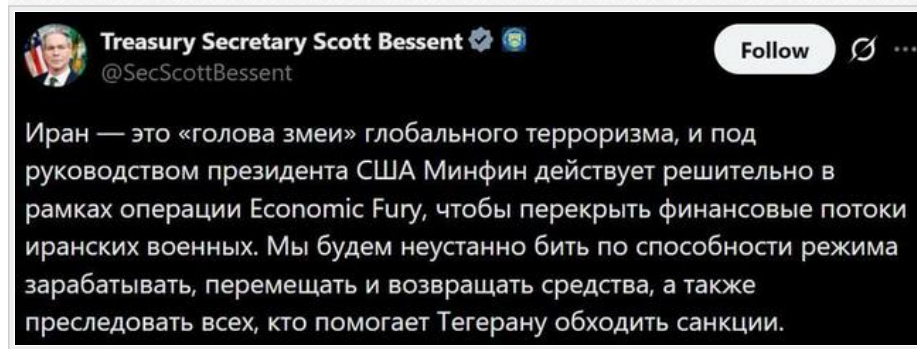 Treasury Secretary Scott Bessent
@SecScottBessent
Follow
Иран — это «голова змеи» глобального терроризма, и под
руководством президента США Минфин действует решительно в
рамках операции Economic Fury, чтобы перекрыть финансовые потоки
иранских военных. Мы будем неустанно бить по способности режима
зарабатывать, перемещать и возвращать средства, а также
преследовать всех, кто помогает Тегерану обходить санкции.